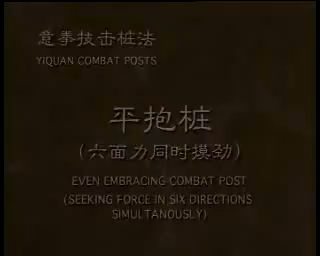 意拳技击桩法
YIQUAN COMBAT POSTS
平抱桩
(六面力同时摸劲)
EVEN EMBRACING COMBAT POST
(SEEKING FORCE IN SIX DIRECTIONS
SIMULTANOUSLY)